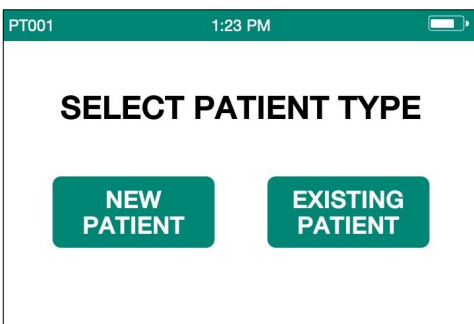 PT001 1:23 PM
SELECT PATIENT TYPE
NEW PATIENT
EXISTING PATIENT